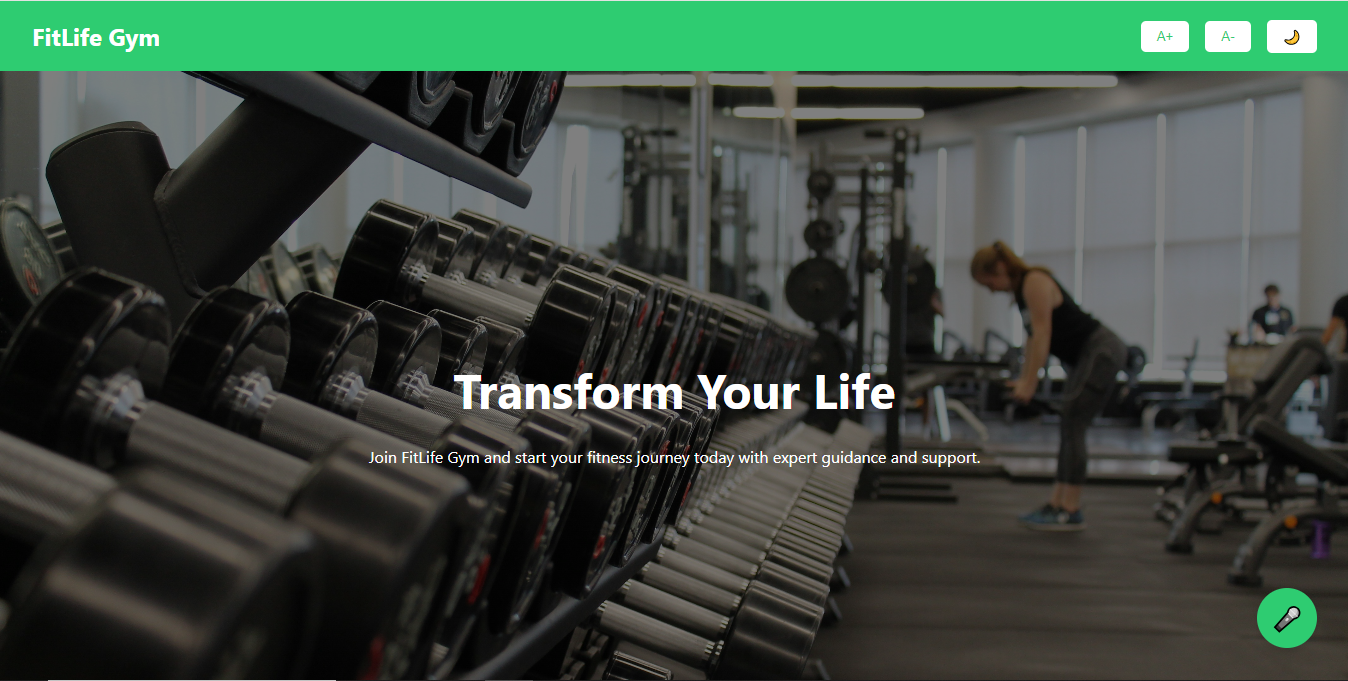 FitLife Gym
A+
A-
Transform Your Life
Join FitLife Gym and start your fitness journey today with expert guidance and support.